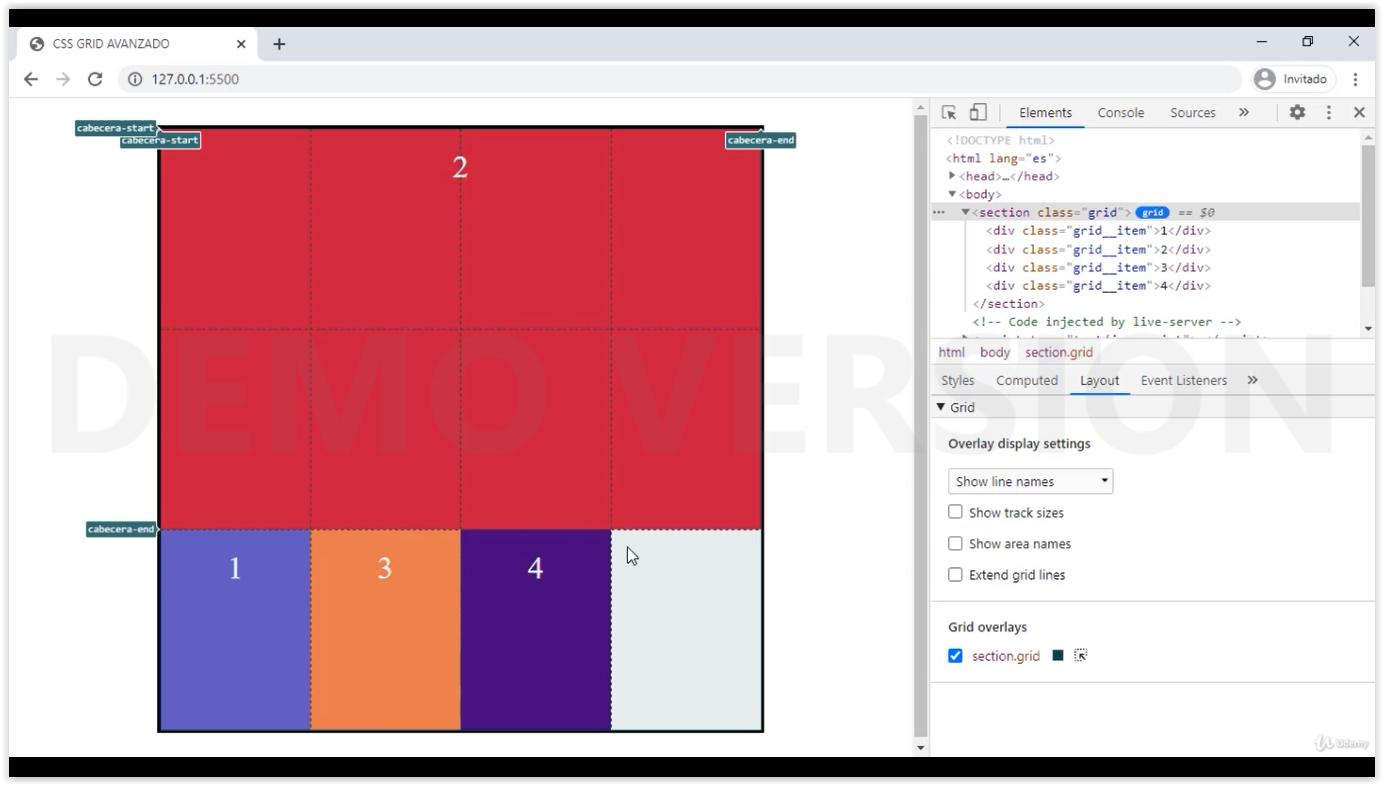 CSS GRID AVANZADO
127.0.0.1:5500
Invitado
cabecera-start
cabecera-start
cabecera-end
2
cabecera-end
1
3
4
Elements Console Sources
<!DOCTYPE html>
<html lang="es">
<head>…</head>
<body>
<section class="grid"> grid == $0
<div class="grid__item">1</div>
<div class="grid__item">2</div>
<div class="grid__item">3</div>
<div class="grid__item">4</div>
</section>
<!-- Code injected by live-server -->
html body section.grid
Styles Computed Layout Event Listeners
Grid
Overlay display settings
Show line names
Show track sizes
Show area names
Extend grid lines
Grid overlays
section.grid
DEMO VERSION
Udemy